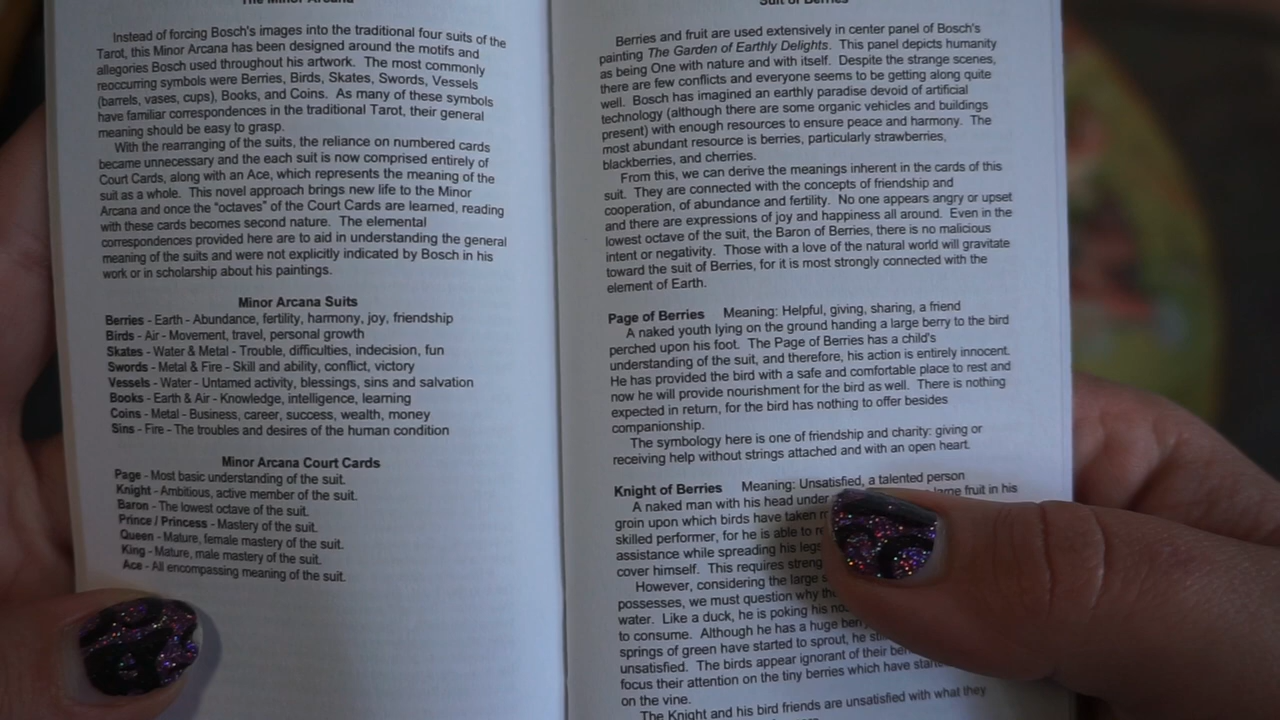 The Minor Arcana
Instead of forcing Bosch's images into the traditional four suits of the
Tarot, this Minor Arcana has been designed around the motifs and
allegories Bosch used throughout his artwork. The most commonly
reoccurring symbols were Berries, Birds, Skates, Swords, Vessels
(barrels, vases, cups), Books, and Coins. As many of these symbols
have familiar correspondences in the traditional Tarot, their general
meaning should be easy to grasp.
With the rearranging of the suits, the reliance on numbered cards
became unnecessary and the each suit is now comprised entirely of
Court Cards, along with an Ace, which represents the meaning of the
suit as a whole. This novel approach brings new life to the Minor
Arcana and once the "octaves" of the Court Cards are learned, reading
with these cards becomes second nature. The elemental
correspondences provided here are to aid in understanding the general
meaning of the suits and were not explicitly indicated by Bosch in his
work or in scholarship about his paintings.
Minor Arcana Suits
Berries - Earth - Abundance, fertility, harmony, joy, friendship
Birds - Air - Movement, travel, personal growth
Skates - Water & Metal - Trouble, difficulties, indecision, fun
Swords - Metal & Fire - Skill and ability, conflict, victory
Vessels - Water - Untamed activity, blessings, sins and salvation
Books - Earth & Air - Knowledge, intelligence, learning
Coins - Metal - Business, career, success, wealth, money
Sins - Fire - The troubles and desires of the human condition
Minor Arcana Court Cards
Page - Most basic understanding of the suit.
Knight - Ambitious, active member of the suit.
Baron - The lowest octave of the suit.
Prince / Princess - Mastery of the suit.
Queen - Mature, female mastery of the suit.
King - Mature, male mastery of the suit.
Ace - All encompassing meaning of the suit.
Suit of Berries
Berries and fruit are used extensively in center panel of Bosch's
painting The Garden of Earthly Delights. This panel depicts humanity
as being One with nature and with itself. Despite the strange scenes,
there are few conflicts and everyone seems to be getting along quite
well. Bosch has imagined an earthly paradise devoid of artificial
technology (although there are some organic vehicles and buildings
present) with enough resources to ensure peace and harmony. The
most abundant resource is berries, particularly strawberries,
blackberries, and cherries.
From this, we can derive the meanings inherent in the cards of this
suit. They are connected with the concepts of friendship and
cooperation, of abundance and fertility. No one appears angry or upset
and there are expressions of joy and happiness all around. Even in the
lowest octave of the suit, the Baron of Berries, there is no malicious
intent or negativity. Those with a love of the natural world will gravitate
toward the suit of Berries, for it is most strongly connected with the
element of Earth.
Page of Berries Meaning: Helpful, giving, sharing, a friend
A naked youth lying on the ground handing a large berry to the bird
perched upon his foot. The Page of Berries has a child's
understanding of the suit, and therefore, his action is entirely innocent.
He has provided the bird with a safe and comfortable place to rest and
now he will provide nourishment for the bird as well. There is nothing
expected in return, for the bird has nothing to offer besides
companionship.
The symbology here is one of friendship and charity: giving or
receiving help without strings attached and with an open heart.
Knight of Berries Meaning: Unsatisfied, a talented person
A naked man with his head under fruit in his
groin upon which birds have taken
skilled performer, for he is able to
assistance while spreading his legs
cover himself. This requires
However, considering the large
possesses, we must question why
water. Like a duck, he is poking his
to consume. Although he has a huge
springs of green have started to sprout, he
unsatisfied. The birds appear ignorant of their
focus their attention on the tiny berries which have
on the vine.
The Knight and his bird friends are unsatisfied with what they